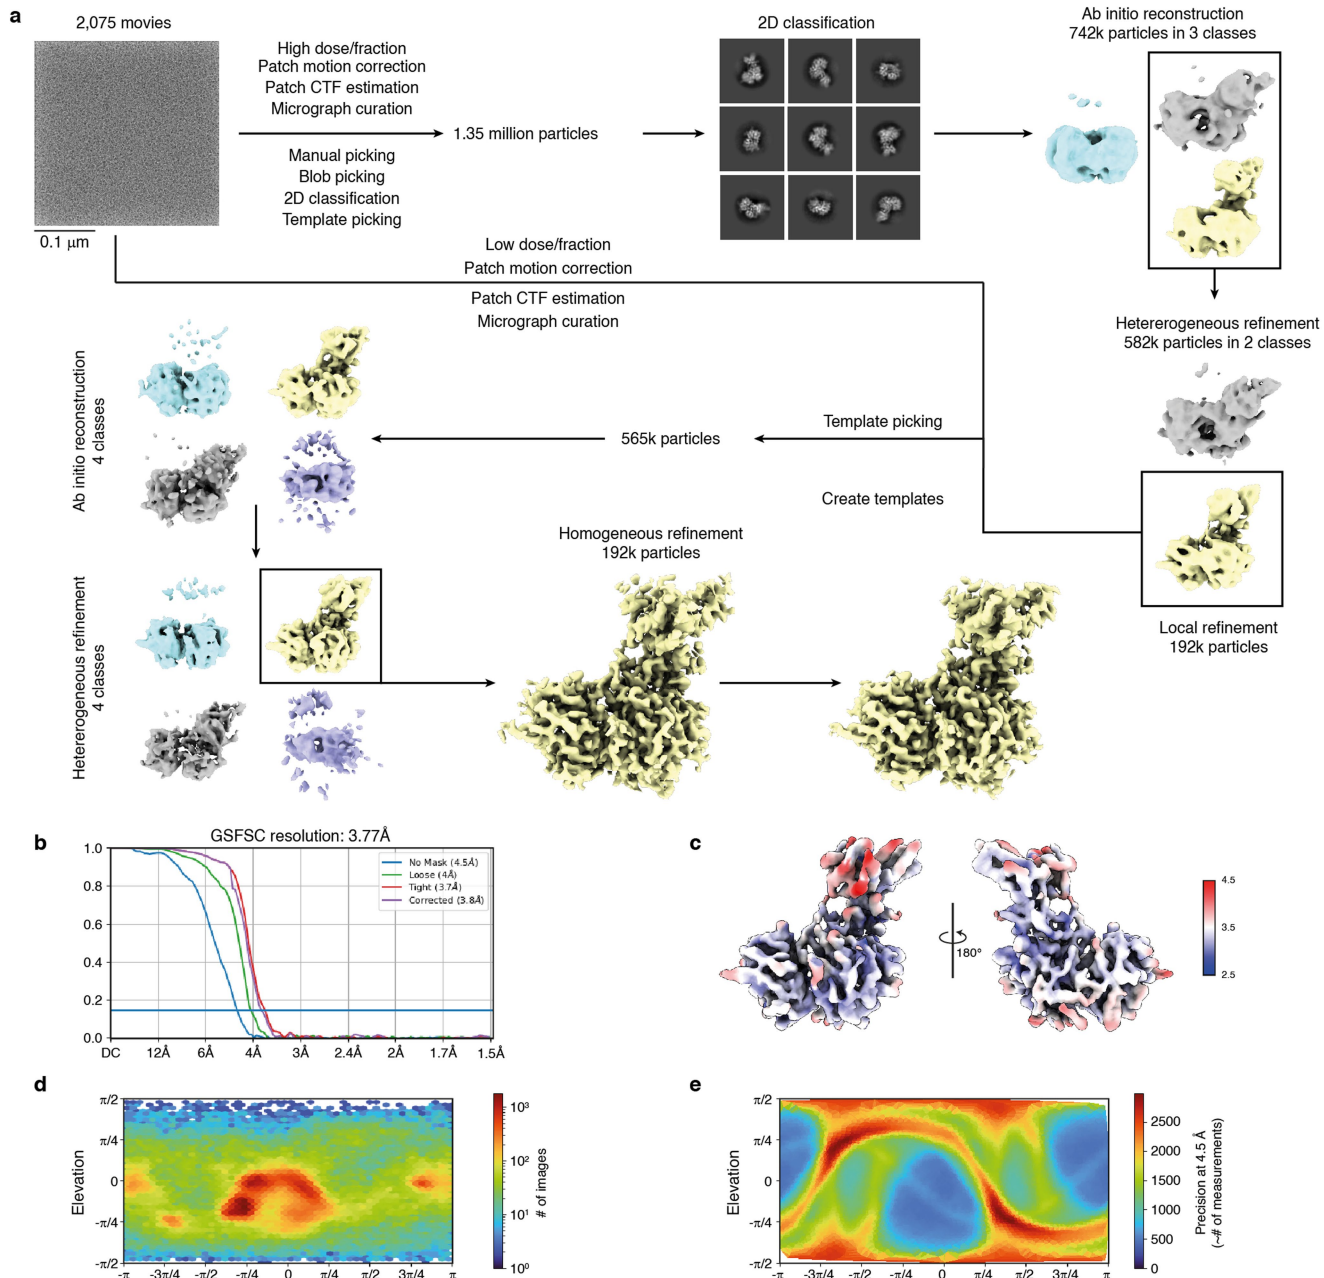 a
2,075 movies
High dose/fraction
Patch motion correction
Patch CTF estimation
Micrograph curation
Manual picking
Blob picking
2D classification
Template picking
1.35 million particles
2D classification
Ab initio reconstruction
742k particles in 3 classes
0.1 μm
Low dose/fraction
Patch motion correction
Patch CTF estimation
Micrograph curation
Hetererogeneous refinement
582k particles in 2 classes
Ab initio reconstruction
4 classes
565k particles
Template picking
Create templates
Local refinement
192k particles
Homogeneous refinement
192k particles
Hetererogeneous refinement
4 classes
b
GSFSC resolution: 3.77Å
1.0
0.8
0.6
0.4
0.2
0.0
No Mask (4.5Å)
Loose (4Å)
Tight (3.7Å)
Corrected (3.8Å)
DC 12Å 6Å 4Å 3Å 2.4Å 2Å 1.7Å 1.5Å
c
180°
4.5
3.5
2.5
d
Elevation
π/2
π/4
0
-π/4
-π/2
-π -3π/4 -π/2 -π/4 0 π/4 π/2 3π/4 π
10³
10²
10¹
10⁰
# of images
e
Elevation
π/2
π/4
0
-π/4
-π/2
-π -3π/4 -π/2 -π/4 0 π/4 π/2 3π/4 π
2500
2000
1500
1000
500
0
Precision at 4.5 Å
(~# of measurements)